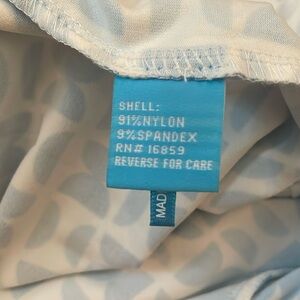 SHELL:
91%NYLON
9%SPANDEX
RN# 16859
REVERSE FOR CARE
MAD